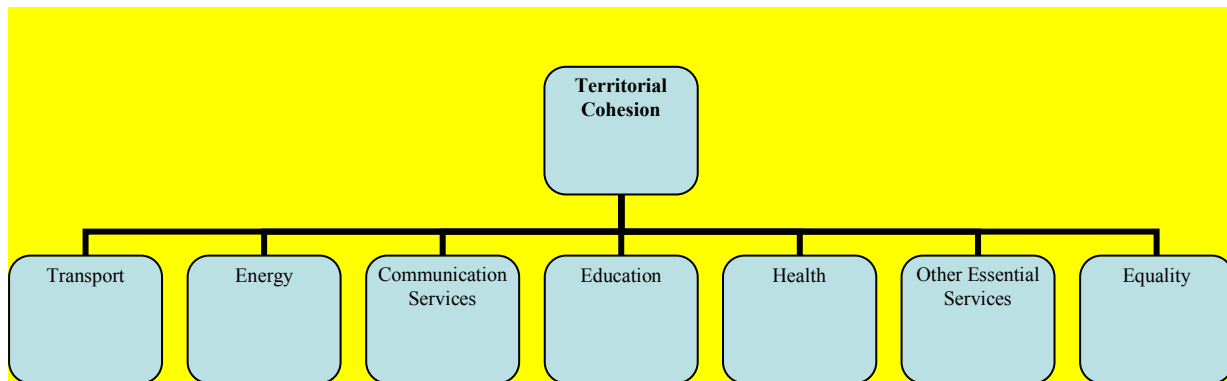 Territorial
Cohesion
Transport
Energy
Communication
Services
Education
Health
Other Essential
Services
Equality